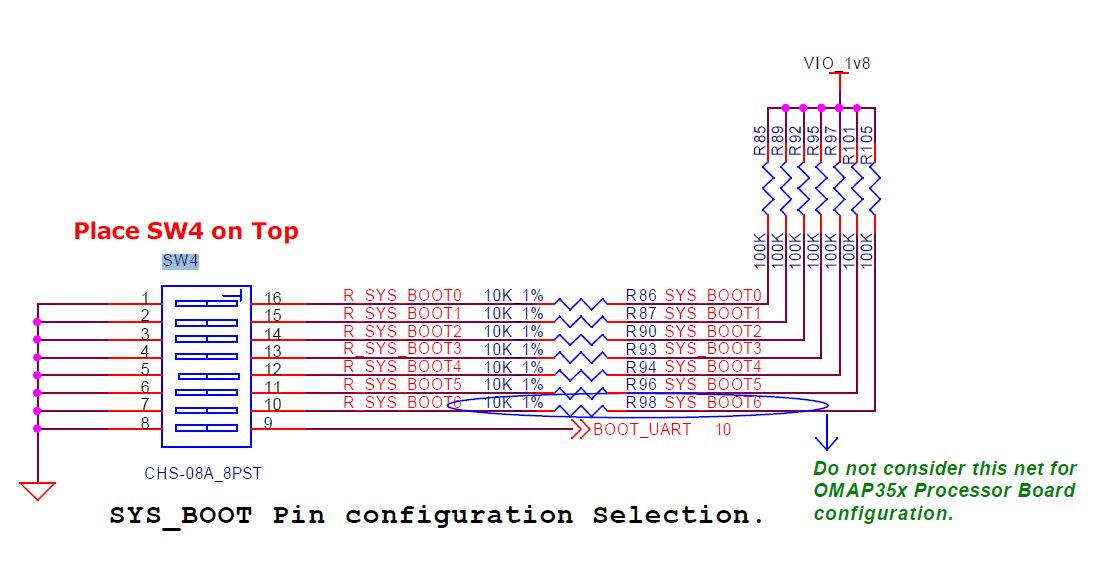 VIO_1v8
R85
R89
R92
R95
R97
R101
R105
100K
100K
100K
100K
100K
100K
100K
Place SW4 on Top
SW4
1 16 R_SYS_BOOT0 10K 1% R86 SYS_BOOT0
2 15 R_SYS_BOOT1 10K 1% R87 SYS_BOOT1
3 14 R_SYS_BOOT2 10K 1% R90 SYS_BOOT2
4 13 R_SYS_BOOT3 10K 1% R93 SYS_BOOT3
5 12 R_SYS_BOOT4 10K 1% R94 SYS_BOOT4
6 11 R_SYS_BOOT5 10K 1% R96 SYS_BOOT5
7 10 R_SYS_BOOT6 10K 1% R98 SYS_BOOT6
8 9 BOOT_UART 10
CHS-08A_8PST
Do not consider this net for
OMAP35x Processor Board
configuration.
SYS_BOOT Pin configuration Selection.